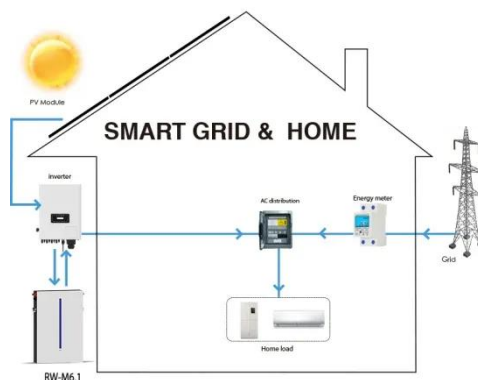 PV Module
SMART GRID & HOME
inverter
AC distribution
Energy meter
Grid
Home load
RW-M6.1